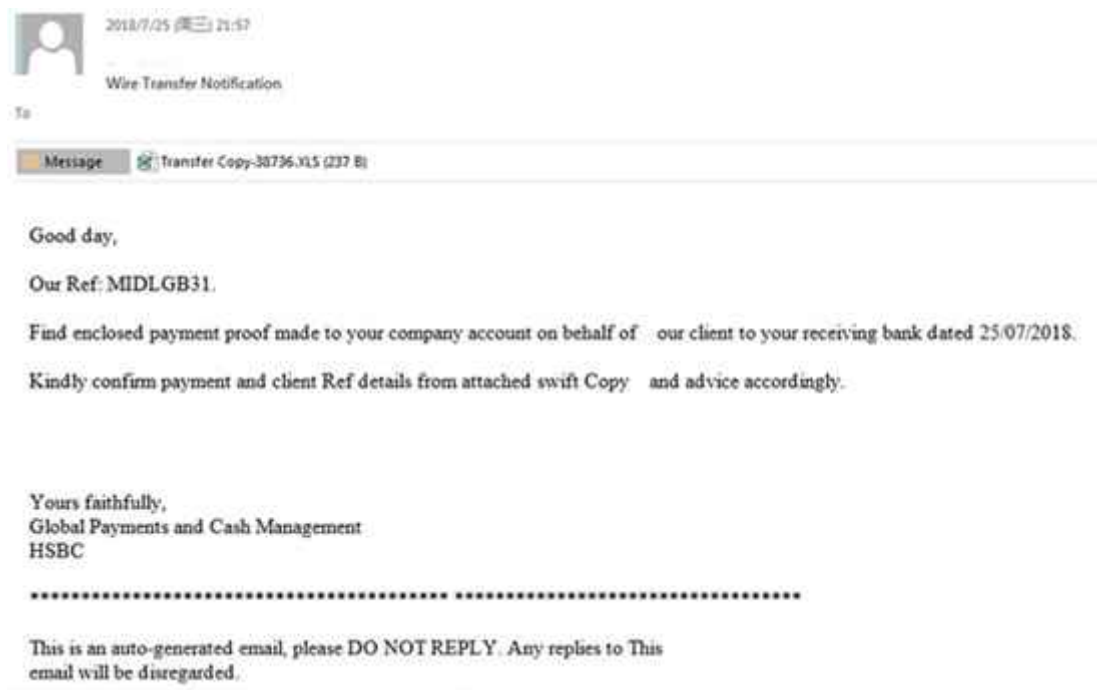 2018/7/25 (周三) 21:57
Wire Transfer Notification
To
Message Transfer Copy-38736.XLS (237 B)
Good day,
Our Ref: MIDLGB31.
Find enclosed payment proof made to your company account on behalf of our client to your receiving bank dated 25/07/2018.
Kindly confirm payment and client Ref details from attached swift Copy and advice accordingly.
Yours faithfully,
Global Payments and Cash Management
HSBC
This is an auto-generated email, please DO NOT REPLY. Any replies to This
email will be disregarded.